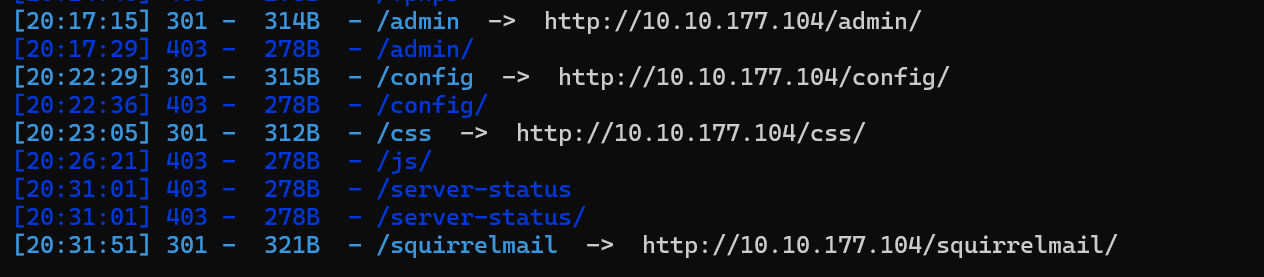 [20:17:15] 301 -  314B  - /admin  ->  http://10.10.177.104/admin/
[20:17:29] 403 -  278B  - /admin/
[20:22:29] 301 -  315B  - /config  ->  http://10.10.177.104/config/
[20:22:36] 403 -  278B  - /config/
[20:23:05] 301 -  312B  - /css  ->  http://10.10.177.104/css/
[20:26:21] 403 -  278B  - /js/
[20:31:01] 403 -  278B  - /server-status
[20:31:01] 403 -  278B  - /server-status/
[20:31:51] 301 -  321B  - /squirrelmail  ->  http://10.10.177.104/squirrelmail/